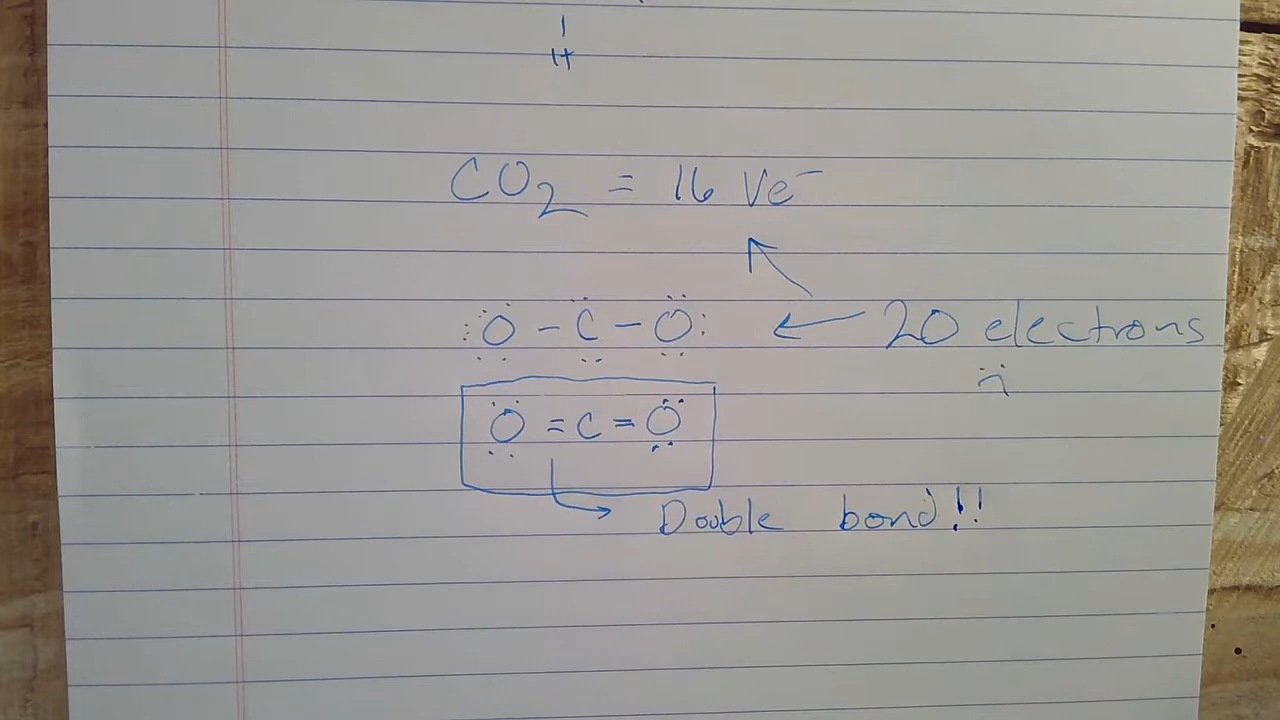 H
CO2 = 16 Ve⁻
:Ö – C̈ – Ö: ← 20 electrons
Ö = C = Ö
Double bond!!